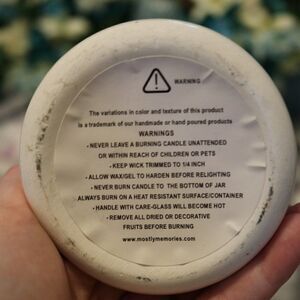 WARNING
The variations in color and texture of this product
is a trademark of our handmade or hand poured products
WARNINGS
- NEVER LEAVE A BURNING CANDLE UNATTENDED
OR WITHIN REACH OF CHILDREN OR PETS
- KEEP WICK TRIMMED TO 1/4 INCH
- ALLOW WAX/GEL TO HARDEN BEFORE RELIGHTING
- NEVER BURN CANDLE TO THE BOTTOM OF JAR
ALWAYS BURN ON A HEAT RESISTANT SURFACE/CONTAINER
- HANDLE WITH CARE-GLASS WILL BECOME HOT
- REMOVE ALL DRIED OR DECORATIVE
FRUITS BEFORE BURNING
www.mostlymemories.com